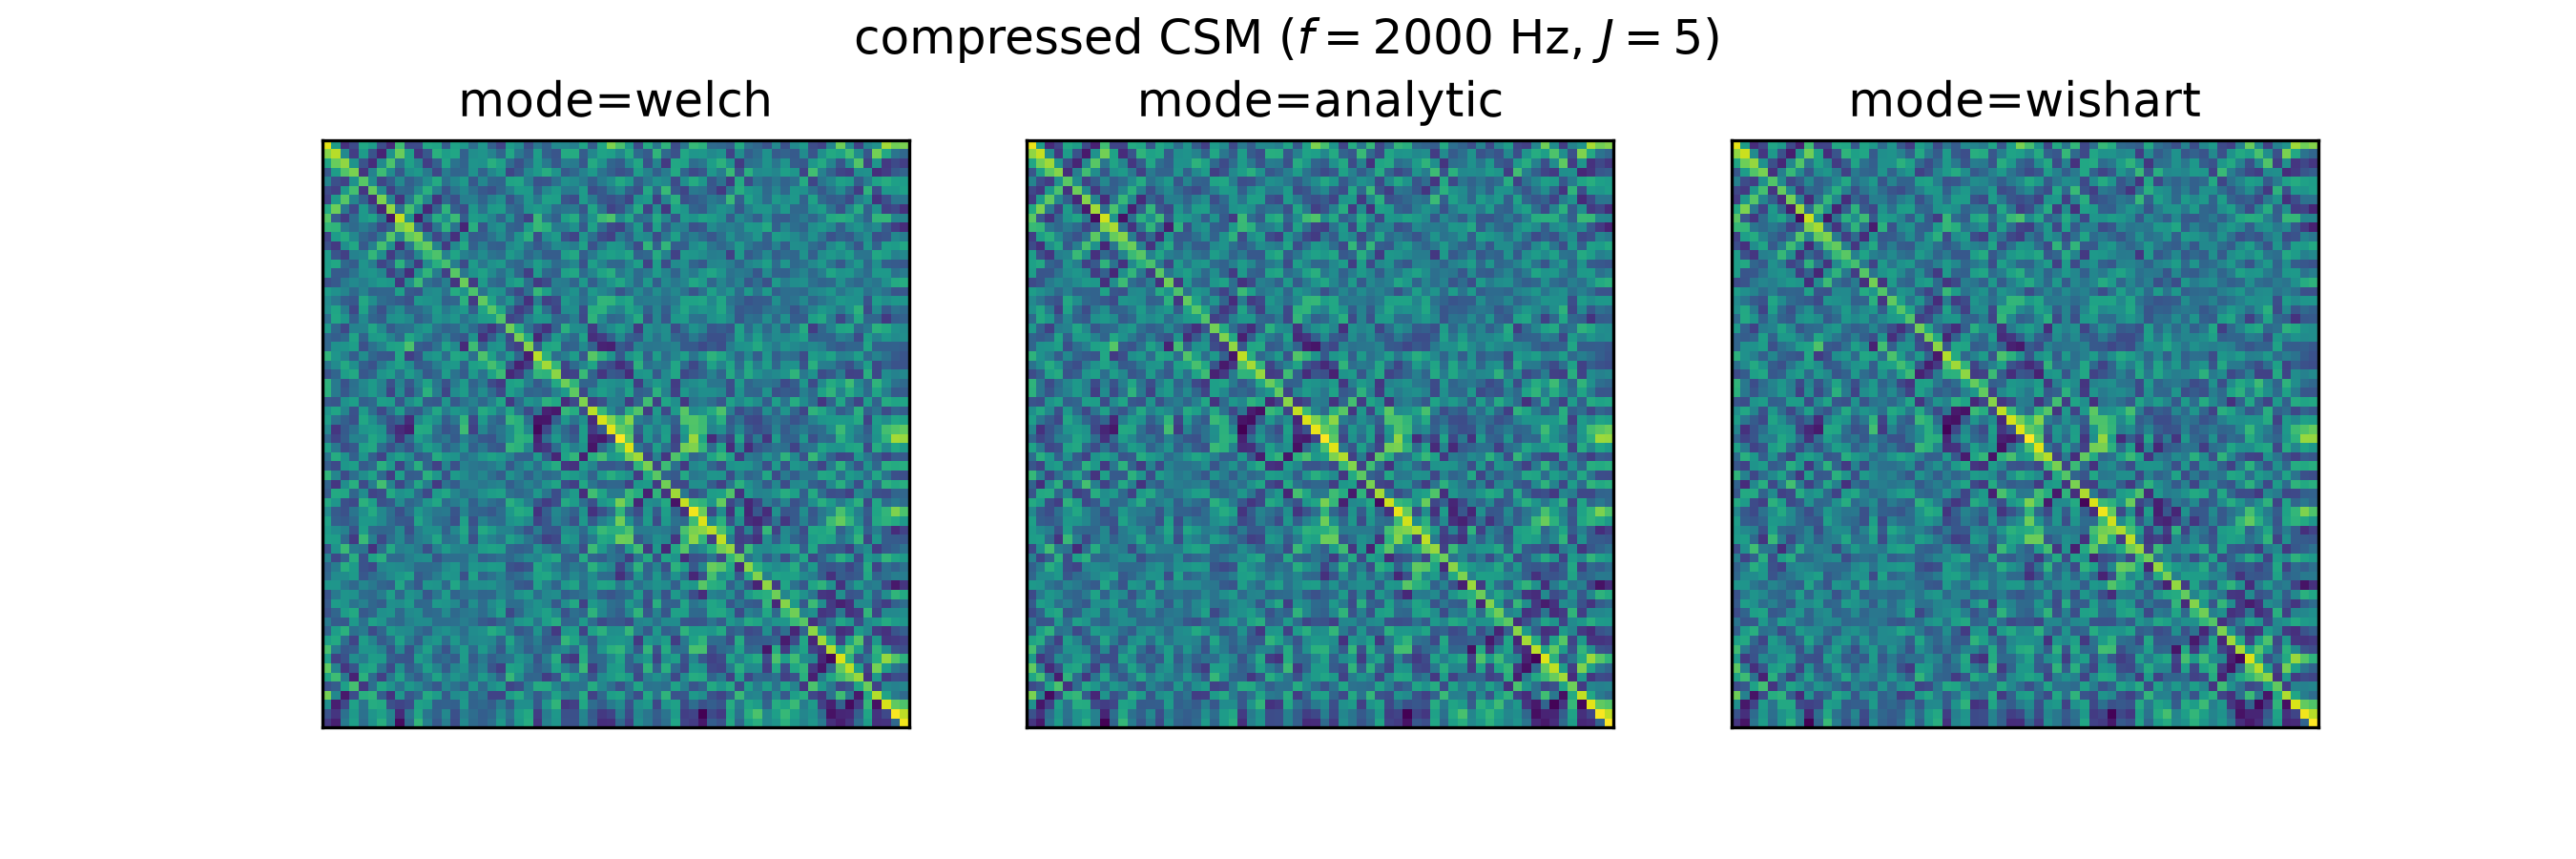 compressed CSM (f = 2000 Hz, J = 5)
mode=welch
mode=analytic
mode=wishart